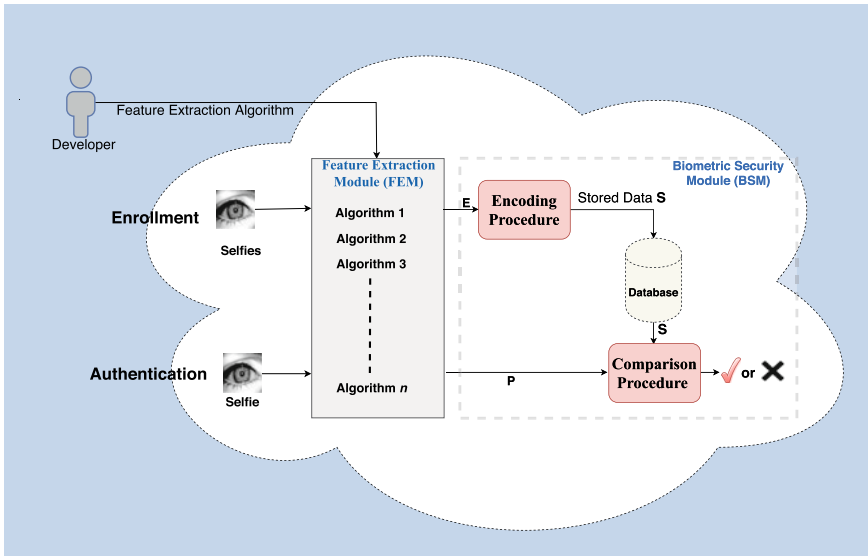 Feature Extraction Algorithm
Developer
Feature Extraction
Module (FEM)
Biometric Security
Module (BSM)
Enrollment
Selfies
Algorithm 1
Algorithm 2
Algorithm 3
Algorithm n
E
Encoding
Procedure
Stored Data S
Database
S
Authentication
Selfie
P
Comparison
Procedure
or